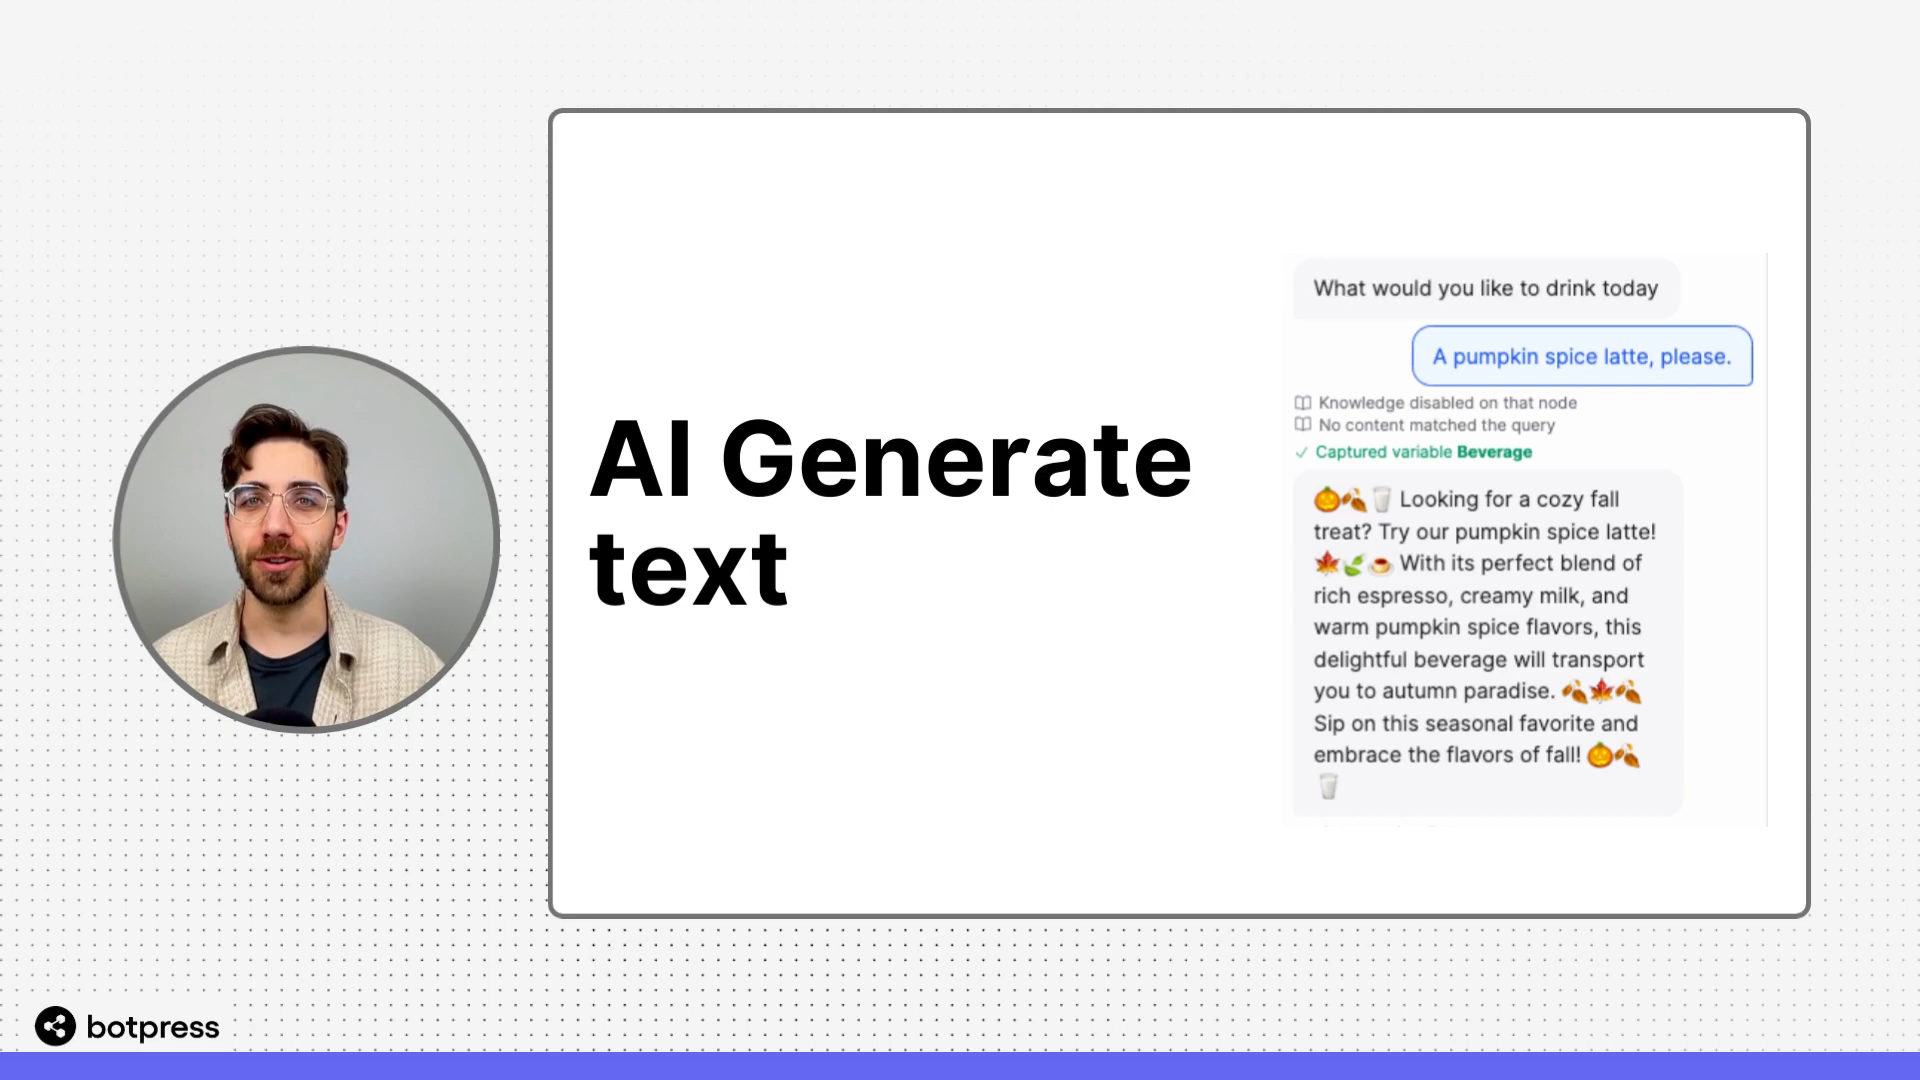 AI Generate
text
What would you like to drink today
A pumpkin spice latte, please.
Knowledge disabled on that node
No content matched the query
✓ Captured variable Beverage
🎃🍂🥛 Looking for a cozy fall
treat? Try our pumpkin spice latte!
🍁🍃☕ With its perfect blend of
rich espresso, creamy milk, and
warm pumpkin spice flavors, this
delightful beverage will transport
you to autumn paradise. 🍂🍁🍂
Sip on this seasonal favorite and
embrace the flavors of fall! 🎃🍂
🥛
botpress